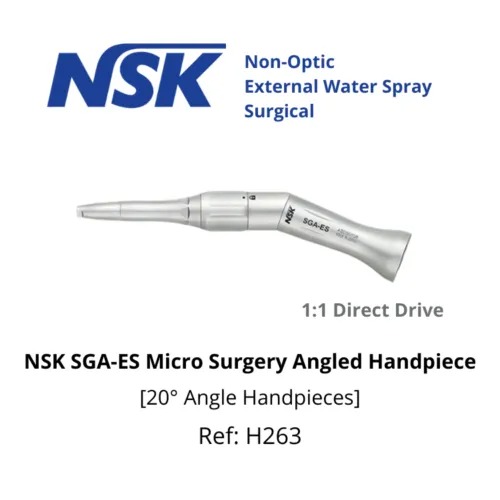 NSK
Non-Optic
External Water Spray
Surgical
NSK
SGA-ES
1:1 Direct Drive
NSK SGA-ES Micro Surgery Angled Handpiece
[20° Angle Handpieces]
Ref: H263